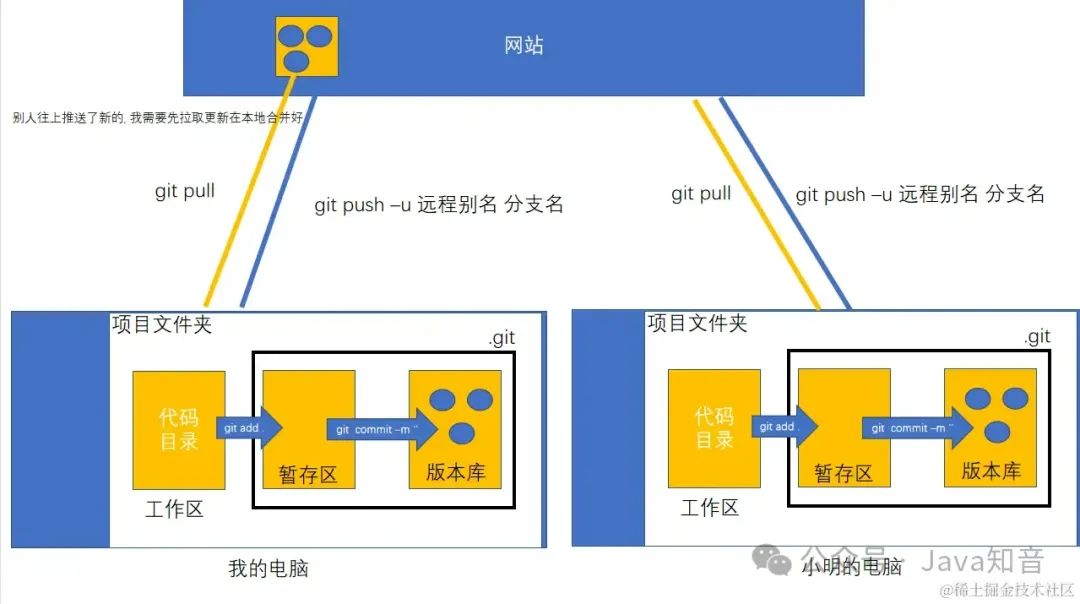 网站
别人往上推送了新的, 我需要先拉取更新在本地合并好
git pull
git push –u 远程别名 分支名
git pull
git push –u 远程别名 分支名
项目文件夹
.git
代码
目录
git add .
暂存区
git commit –m ''
版本库
工作区
我的电脑
项目文件夹
.git
代码
目录
git add .
暂存区
git commit –m ''
版本库
工作区
小明的电脑
公众号 · Java知音
@稀土掘金技术社区